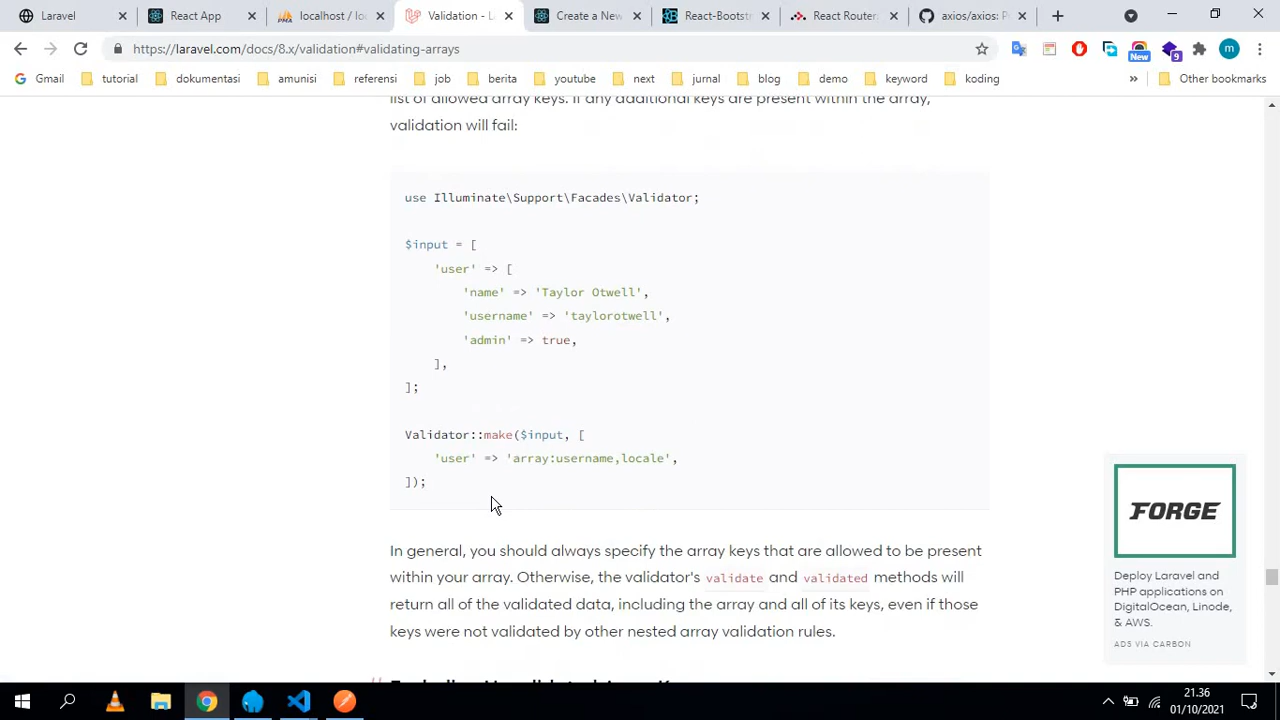 Laravel
React App
localhost / loc
Validation - L
Create a New
React-Bootst
React Router
axios/axios: P
https://laravel.com/docs/8.x/validation#validating-arrays
New
9
m
Gmail
tutorial
dokumentasi
amunisi
referensi
job
berita
youtube
next
jurnal
blog
demo
keyword
koding
»
Other bookmarks
list of allowed array keys. If any additional keys are present within the array,
validation will fail:
use Illuminate\Support\Facades\Validator;
$input = [
'user' => [
'name' => 'Taylor Otwell',
'username' => 'taylorotwell',
'admin' => true,
],
];
Validator::make($input, [
'user' => 'array:username,locale',
]);
FORGE
Deploy Laravel and
PHP applications on
DigitalOcean, Linode,
& AWS.
ADS VIA CARBON
In general, you should always specify the array keys that are allowed to be present
within your array. Otherwise, the validator's validate and validated methods will
return all of the validated data, including the array and all of its keys, even if those
keys were not validated by other nested array validation rules.
21.36
01/10/2021